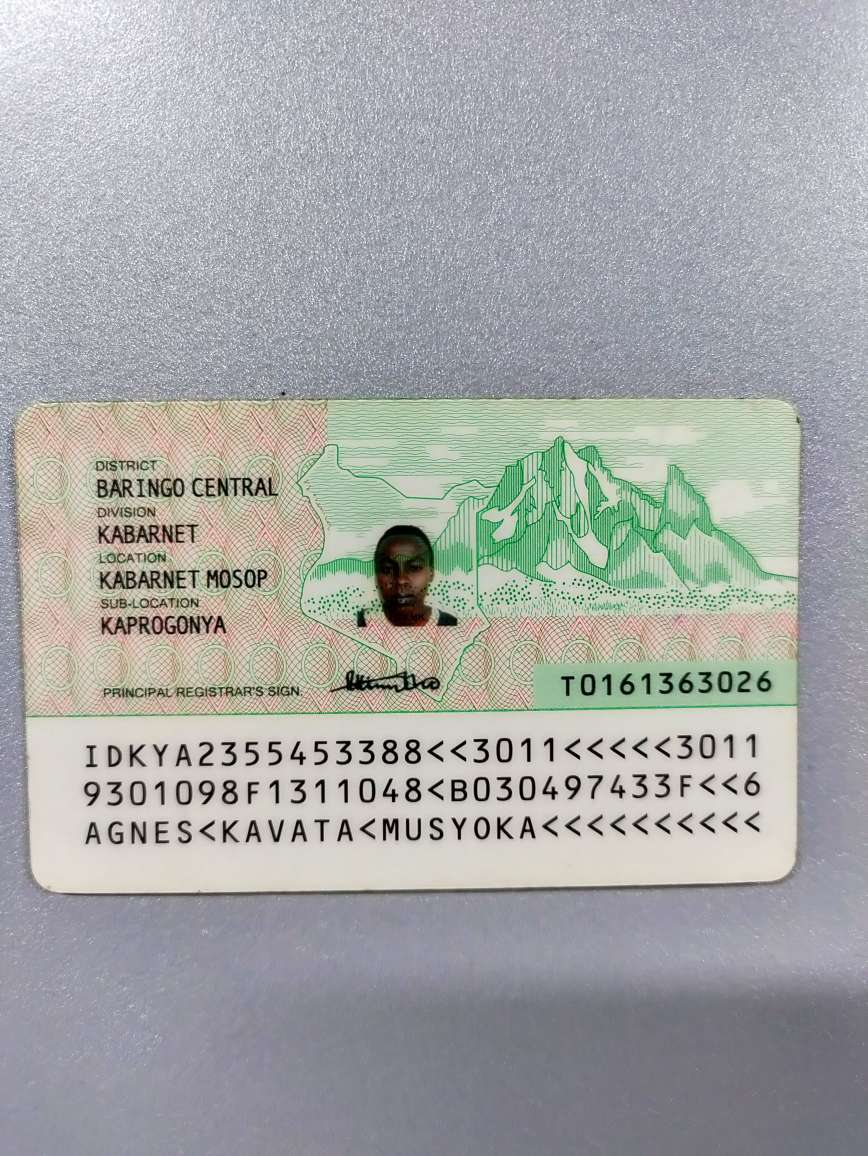 DISTRICT
BARINGO CENTRAL
DIVISION
KABARNET
LOCATION
KABARNET MOSOP
SUB-LOCATION
KAPROGONYA
PRINCIPAL REGISTRAR'S SIGN.
T0161363026
IDKYA2355453388<<3011<<<<<3011
9301098F1311048<B030497433F<<6
AGNES<KAVATA<MUSYOKA<<<<<<<<<<